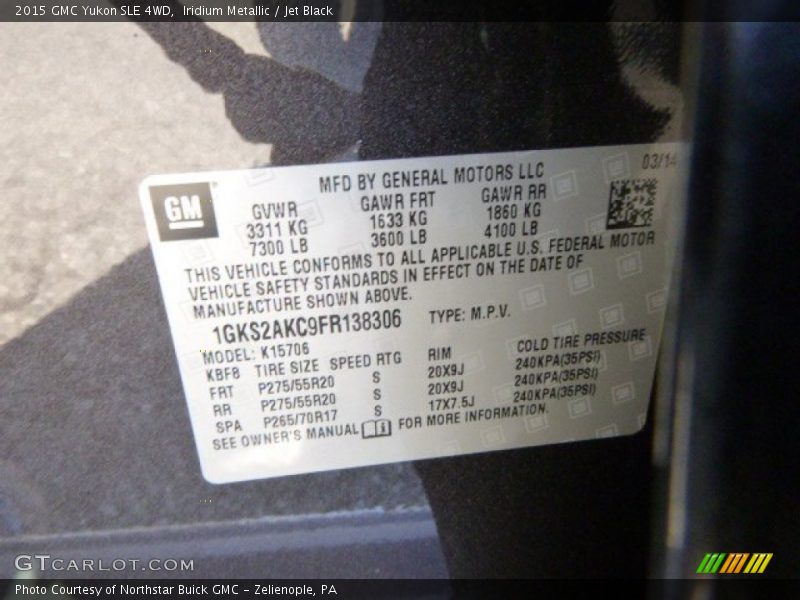 2015 GMC Yukon SLE 4WD, Iridium Metallic / Jet Black
GM
MFD BY GENERAL MOTORS LLC
03/14
GVWR GAWR FRT GAWR RR
3311 KG 1633 KG 1860 KG
7300 LB 3600 LB 4100 LB
THIS VEHICLE CONFORMS TO ALL APPLICABLE U.S. FEDERAL MOTOR
VEHICLE SAFETY STANDARDS IN EFFECT ON THE DATE OF
MANUFACTURE SHOWN ABOVE.
1GKS2AKC9FR138306 TYPE: M.P.V.
MODEL: K15706
KBFB TIRE SIZE SPEED RTG RIM COLD TIRE PRESSURE
FRT P275/55R20 S 20X9J 240KPA(35PSI)
RR P275/55R20 S 20X9J 240KPA(35PSI)
SPA P265/70R17 S 17X7.5J 240KPA(35PSI)
SEE OWNER'S MANUAL FOR MORE INFORMATION.
GTCARLOT.COM
Photo Courtesy of Northstar Buick GMC - Zelienople, PA